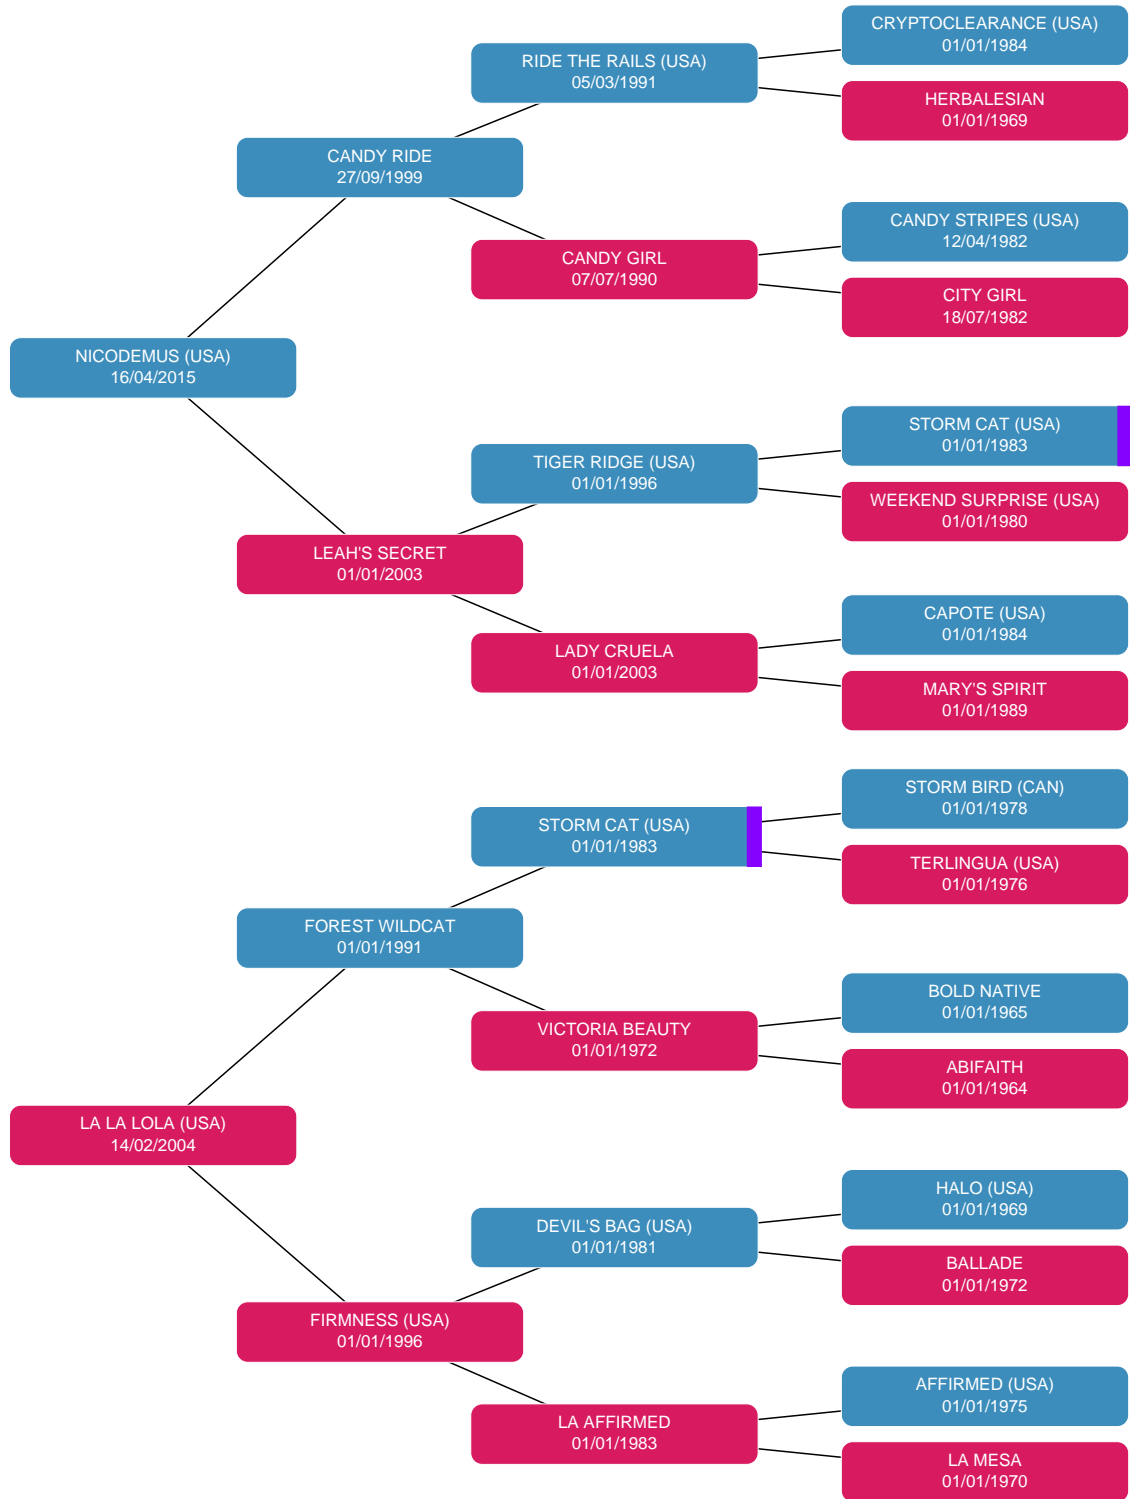 CRYPTOCLEARANCE (USA)
01/01/1984
RIDE THE RAILS (USA)
05/03/1991
HERBALESIAN
01/01/1969
CANDY RIDE
27/09/1999
CANDY STRIPES (USA)
12/04/1982
CANDY GIRL
07/07/1990
CITY GIRL
18/07/1982
NICODEMUS (USA)
16/04/2015
STORM CAT (USA)
01/01/1983
TIGER RIDGE (USA)
01/01/1996
WEEKEND SURPRISE (USA)
01/01/1980
LEAH'S SECRET
01/01/2003
CAPOTE (USA)
01/01/1984
LADY CRUELA
01/01/2003
MARY'S SPIRIT
01/01/1989
STORM BIRD (CAN)
01/01/1978
STORM CAT (USA)
01/01/1983
TERLINGUA (USA)
01/01/1976
FOREST WILDCAT
01/01/1991
BOLD NATIVE
01/01/1965
VICTORIA BEAUTY
01/01/1972
ABIFAITH
01/01/1964
LA LA LOLA (USA)
14/02/2004
HALO (USA)
01/01/1969
DEVIL'S BAG (USA)
01/01/1981
BALLADE
01/01/1972
FIRMNESS (USA)
01/01/1996
AFFIRMED (USA)
01/01/1975
LA AFFIRMED
01/01/1983
LA MESA
01/01/1970